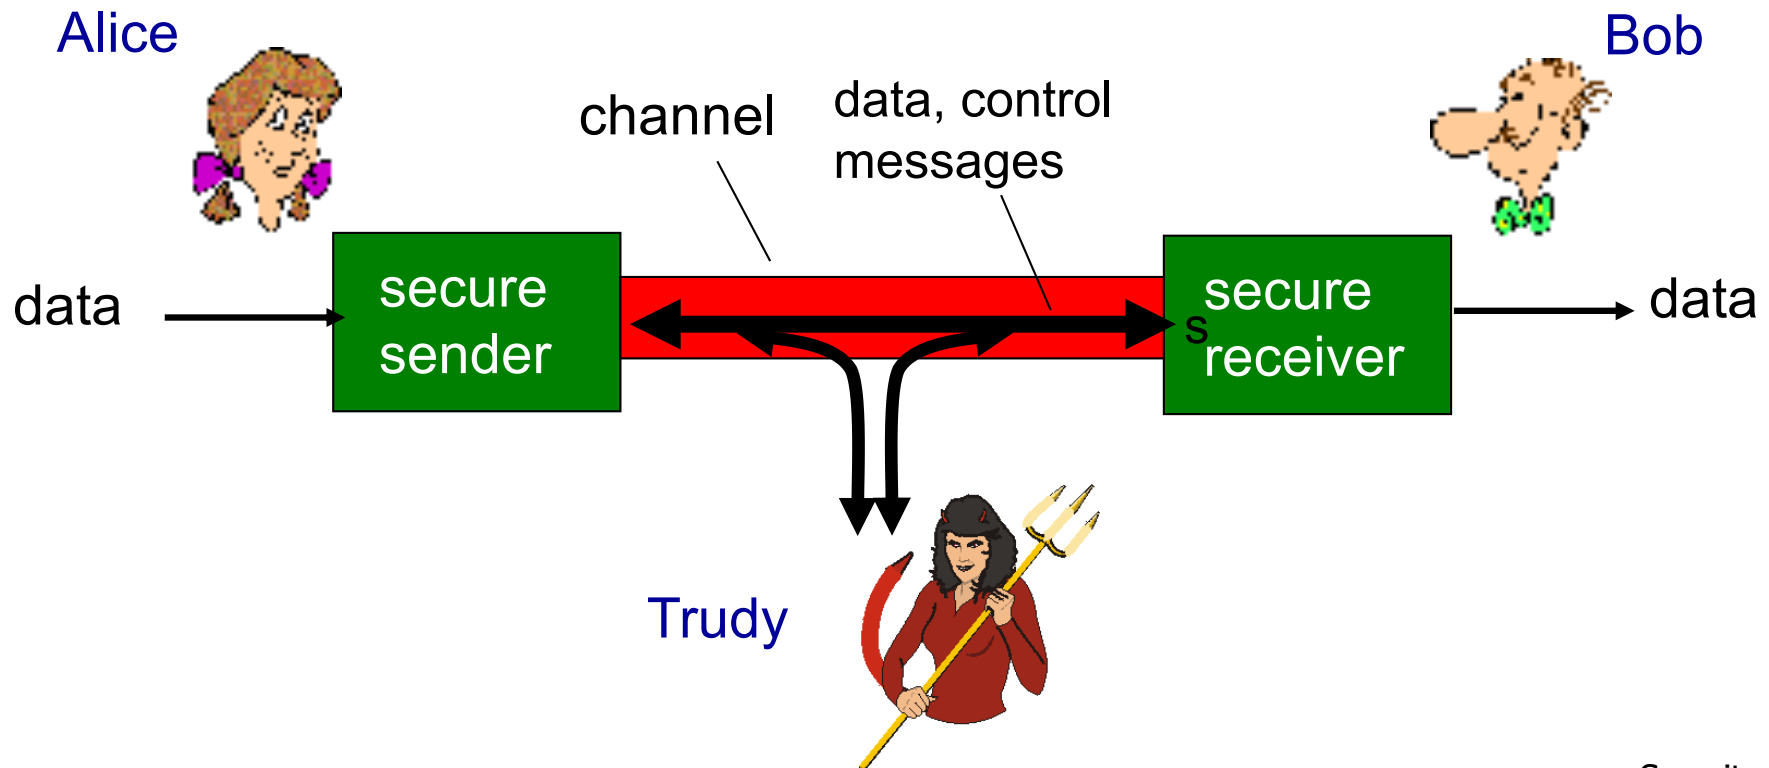 Alice
Bob
channel
data, control
messages
data
secure
sender
s
secure
receiver
data
Trudy